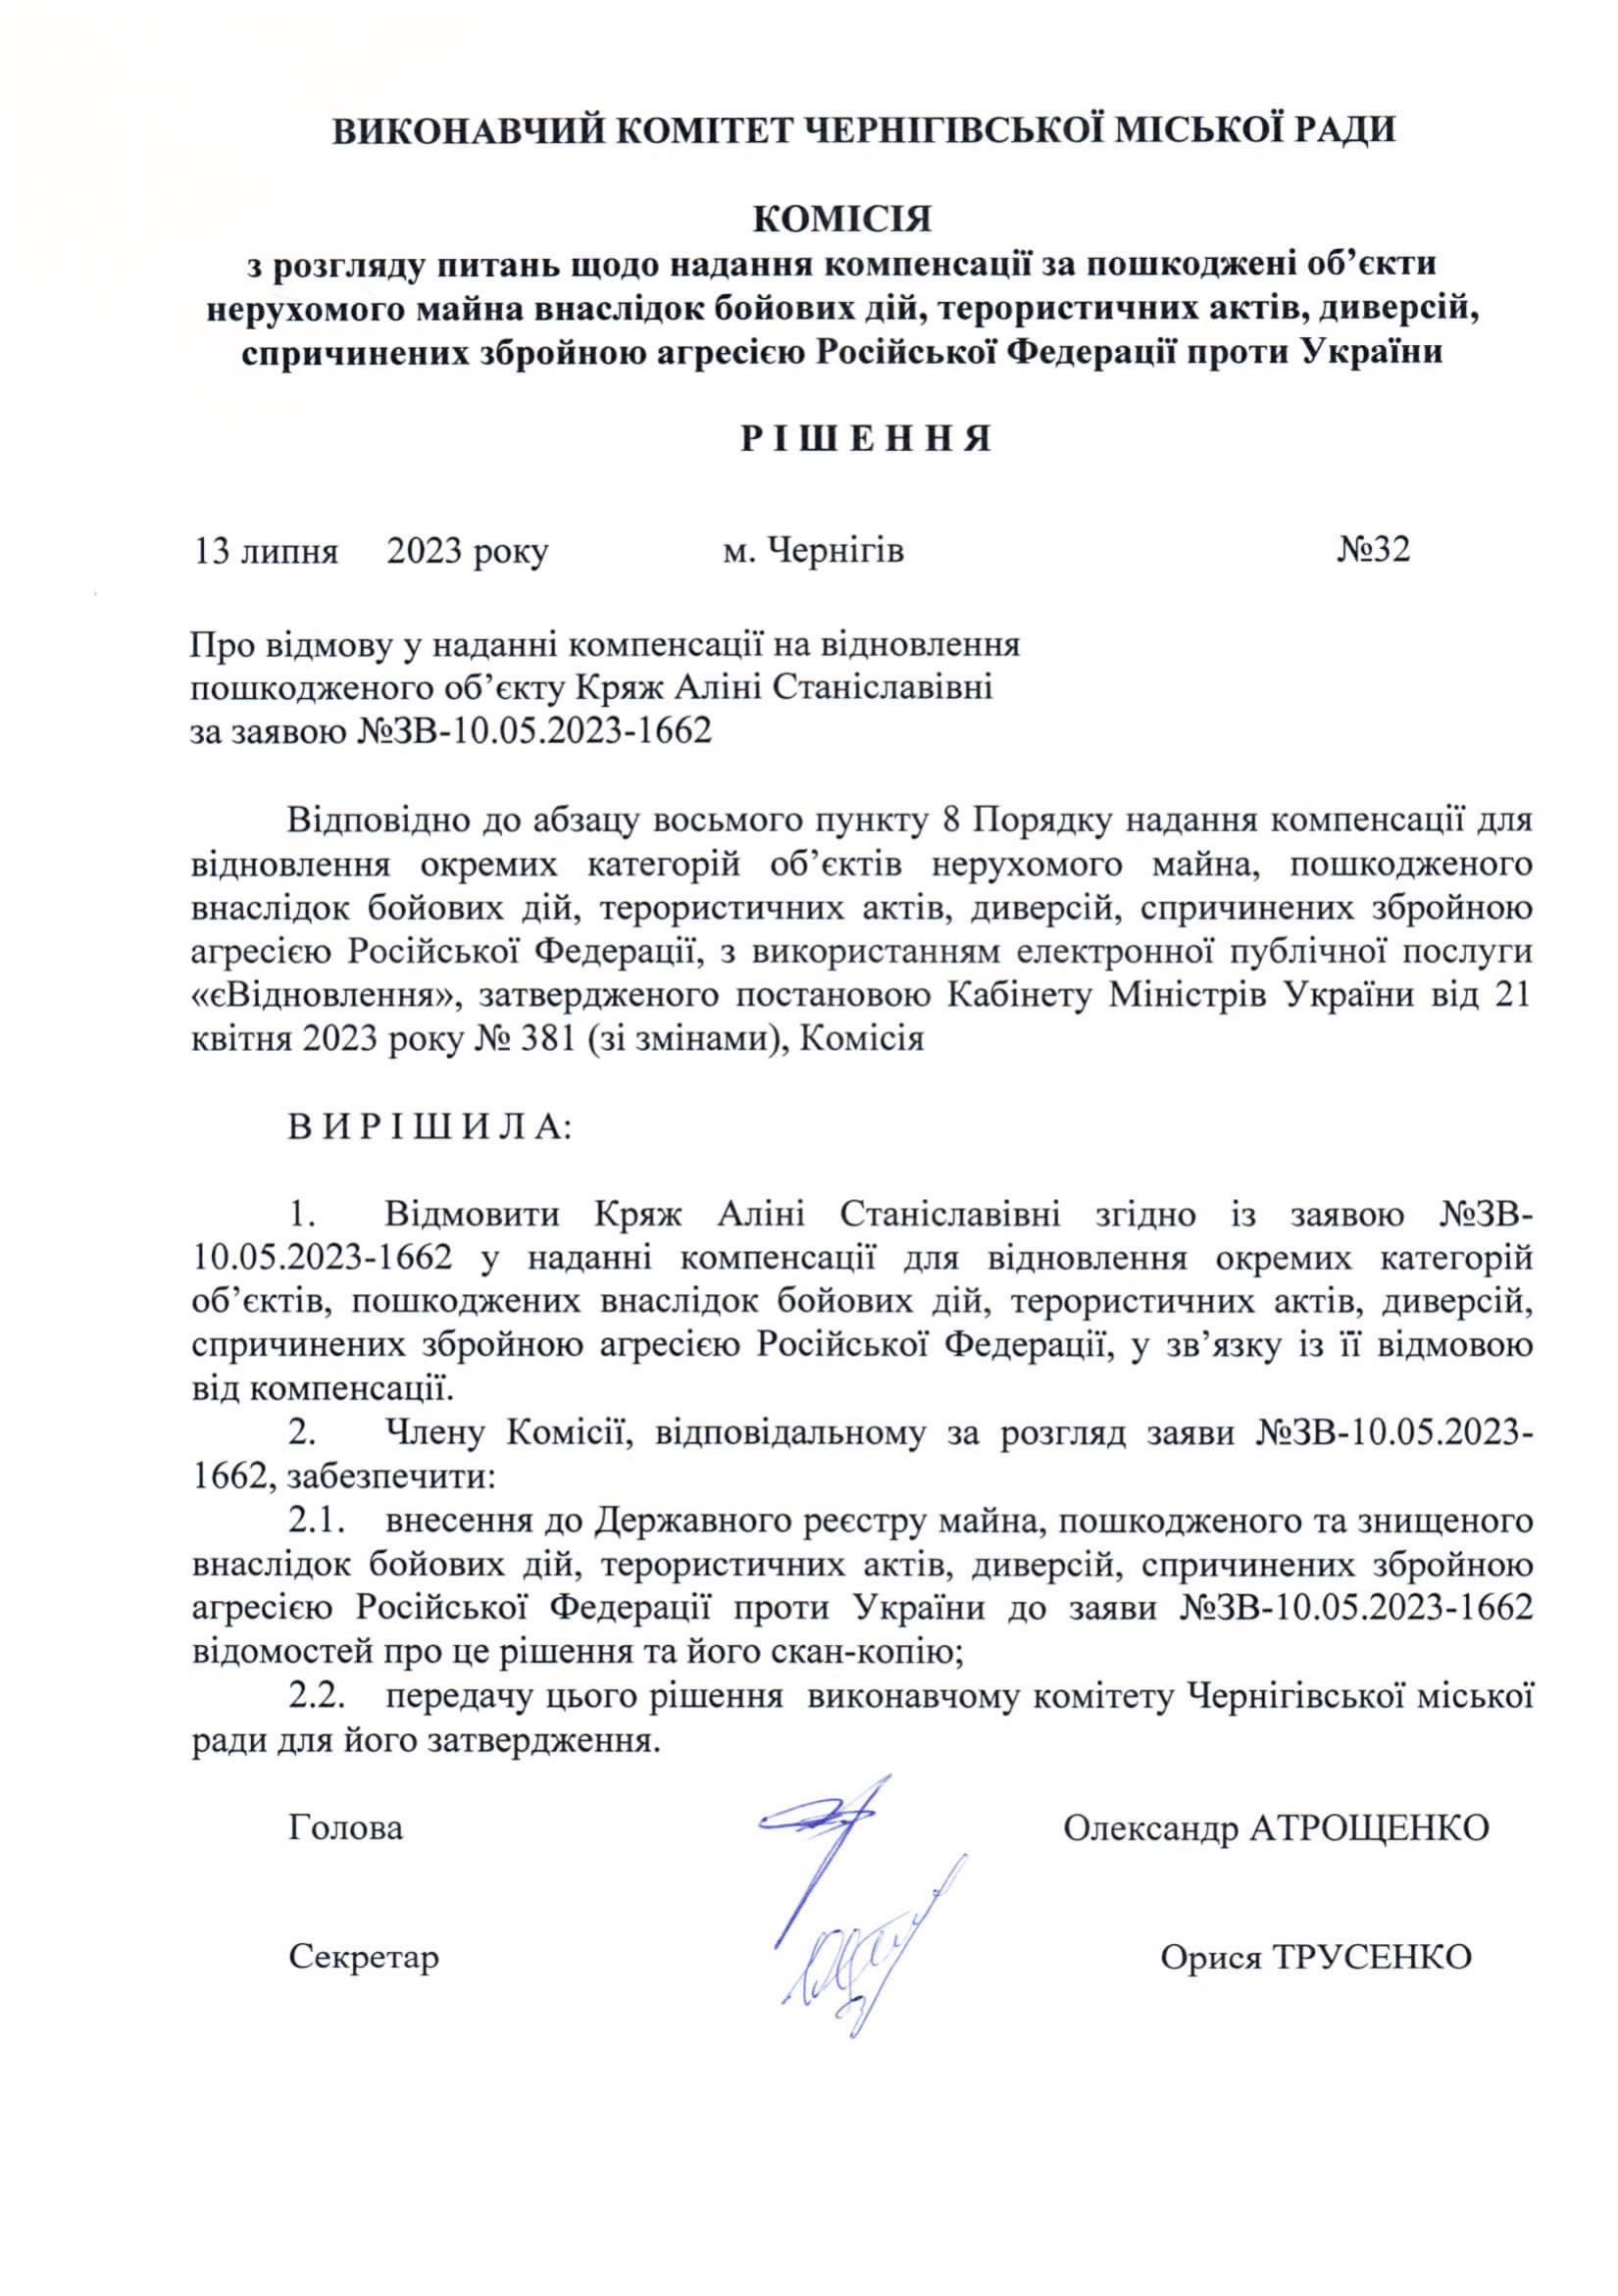 ВИКОНАВЧИЙ КОМІТЕТ ЧЕРНІГІВСЬКОЇ МІСЬКОЇ РАДИ
КОМІСІЯ
з розгляду питань щодо надання компенсації за пошкоджені об’єкти
нерухомого майна внаслідок бойових дій, терористичних актів, диверсій,
спричинених збройною агресією Російської Федерації проти України
Р І Ш Е Н Н Я
13 липня 2023 року м. Чернігів №32
Про відмову у наданні компенсації на відновлення
пошкодженого об’єкту Кряж Аліні Станіславівні
за заявою №ЗВ-10.05.2023-1662
Відповідно до абзацу восьмого пункту 8 Порядку надання компенсації для
відновлення окремих категорій об’єктів нерухомого майна, пошкодженого
внаслідок бойових дій, терористичних актів, диверсій, спричинених збройною
агресією Російської Федерації, з використанням електронної публічної послуги
«єВідновлення», затвердженого постановою Кабінету Міністрів України від 21
квітня 2023 року № 381 (зі змінами), Комісія
В И Р І Ш И Л А:
1. Відмовити Кряж Аліні Станіславівні згідно із заявою №ЗВ-
10.05.2023-1662 у наданні компенсації для відновлення окремих категорій
об’єктів, пошкоджених внаслідок бойових дій, терористичних актів, диверсій,
спричинених збройною агресією Російської Федерації, у зв’язку із її відмовою
від компенсації.
2. Члену Комісії, відповідальному за розгляд заяви №ЗВ-10.05.2023-
1662, забезпечити:
2.1. внесення до Державного реєстру майна, пошкодженого та знищеного
внаслідок бойових дій, терористичних актів, диверсій, спричинених збройною
агресією Російської Федерації проти України до заяви №ЗВ-10.05.2023-1662
відомостей про це рішення та його скан-копію;
2.2. передачу цього рішення виконавчому комітету Чернігівської міської
ради для його затвердження.
Голова Олександр АТРОЩЕНКО
Секретар Орися ТРУСЕНКО